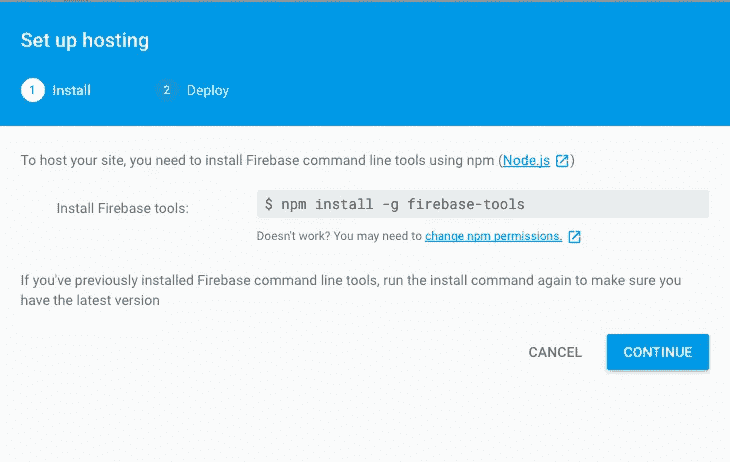 Set up hosting
1 Install 2 Deploy
To host your site, you need to install Firebase command line tools using npm (Node.js)
Install Firebase tools: $ npm install -g firebase-tools
Doesn't work? You may need to change npm permissions.
If you've previously installed Firebase command line tools, run the install command again to make sure you
have the latest version
CANCEL CONTINUE